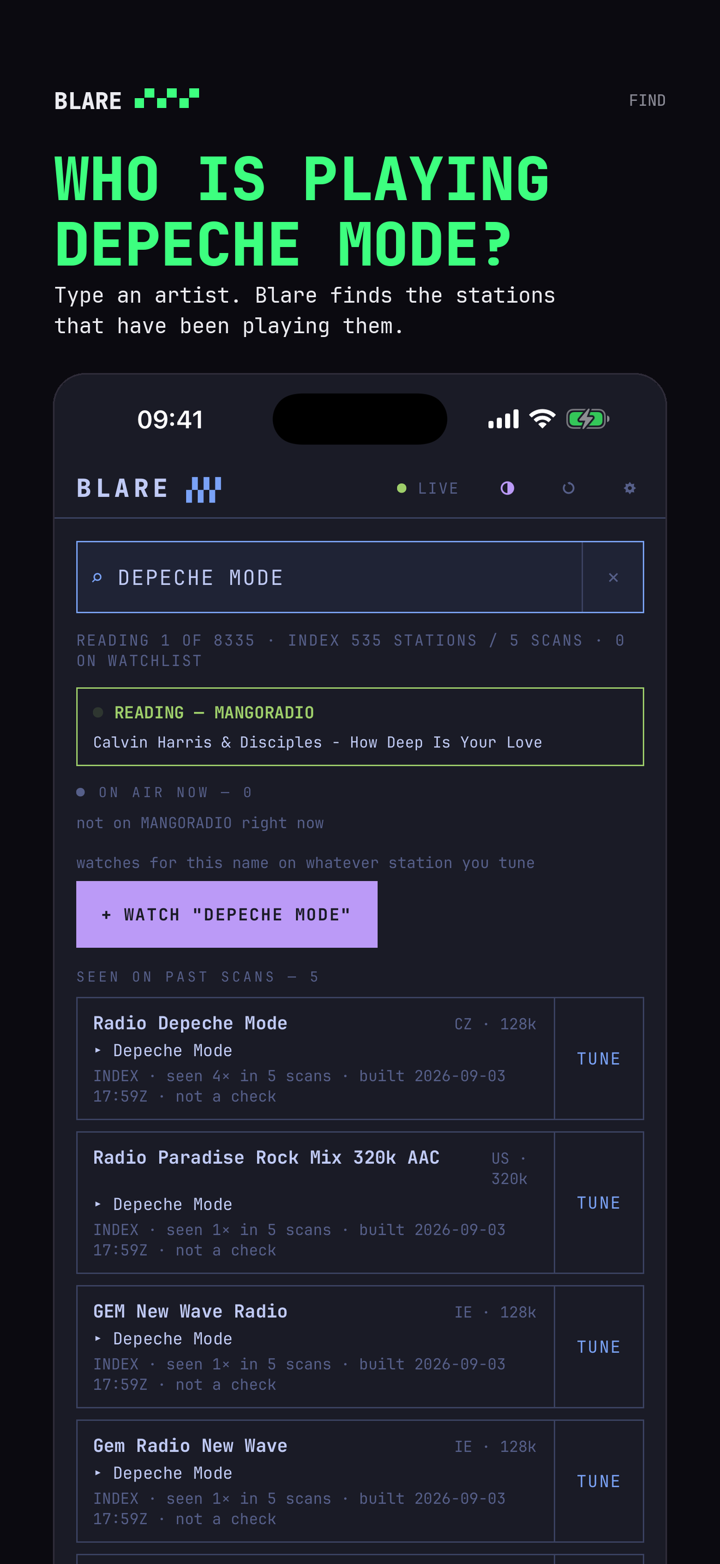 BLARE
FIND
WHO IS PLAYING
DEPECHE MODE?
Type an artist. Blare finds the stations
that have been playing them.
09:41
BLARE
LIVE
DEPECHE MODE
×
READING 1 OF 8335 · INDEX 535 STATIONS / 5 SCANS · 0
ON WATCHLIST
READING — MANGORADIO
Calvin Harris & Disciples - How Deep Is Your Love
ON AIR NOW — 0
not on MANGORADIO right now
watches for this name on whatever station you tune
+ WATCH "DEPECHE MODE"
SEEN ON PAST SCANS — 5
Radio Depeche Mode
CZ · 128k
▸ Depeche Mode
INDEX · seen 4× in 5 scans · built 2026-09-03
17:59Z · not a check
TUNE
Radio Paradise Rock Mix 320k AAC
US ·
320k
▸ Depeche Mode
INDEX · seen 1× in 5 scans · built 2026-09-03
17:59Z · not a check
TUNE
GEM New Wave Radio
IE · 128k
▸ Depeche Mode
INDEX · seen 1× in 5 scans · built 2026-09-03
17:59Z · not a check
TUNE
Gem Radio New Wave
IE · 128k
▸ Depeche Mode
INDEX · seen 1× in 5 scans · built 2026-09-03
17:59Z · not a check
TUNE